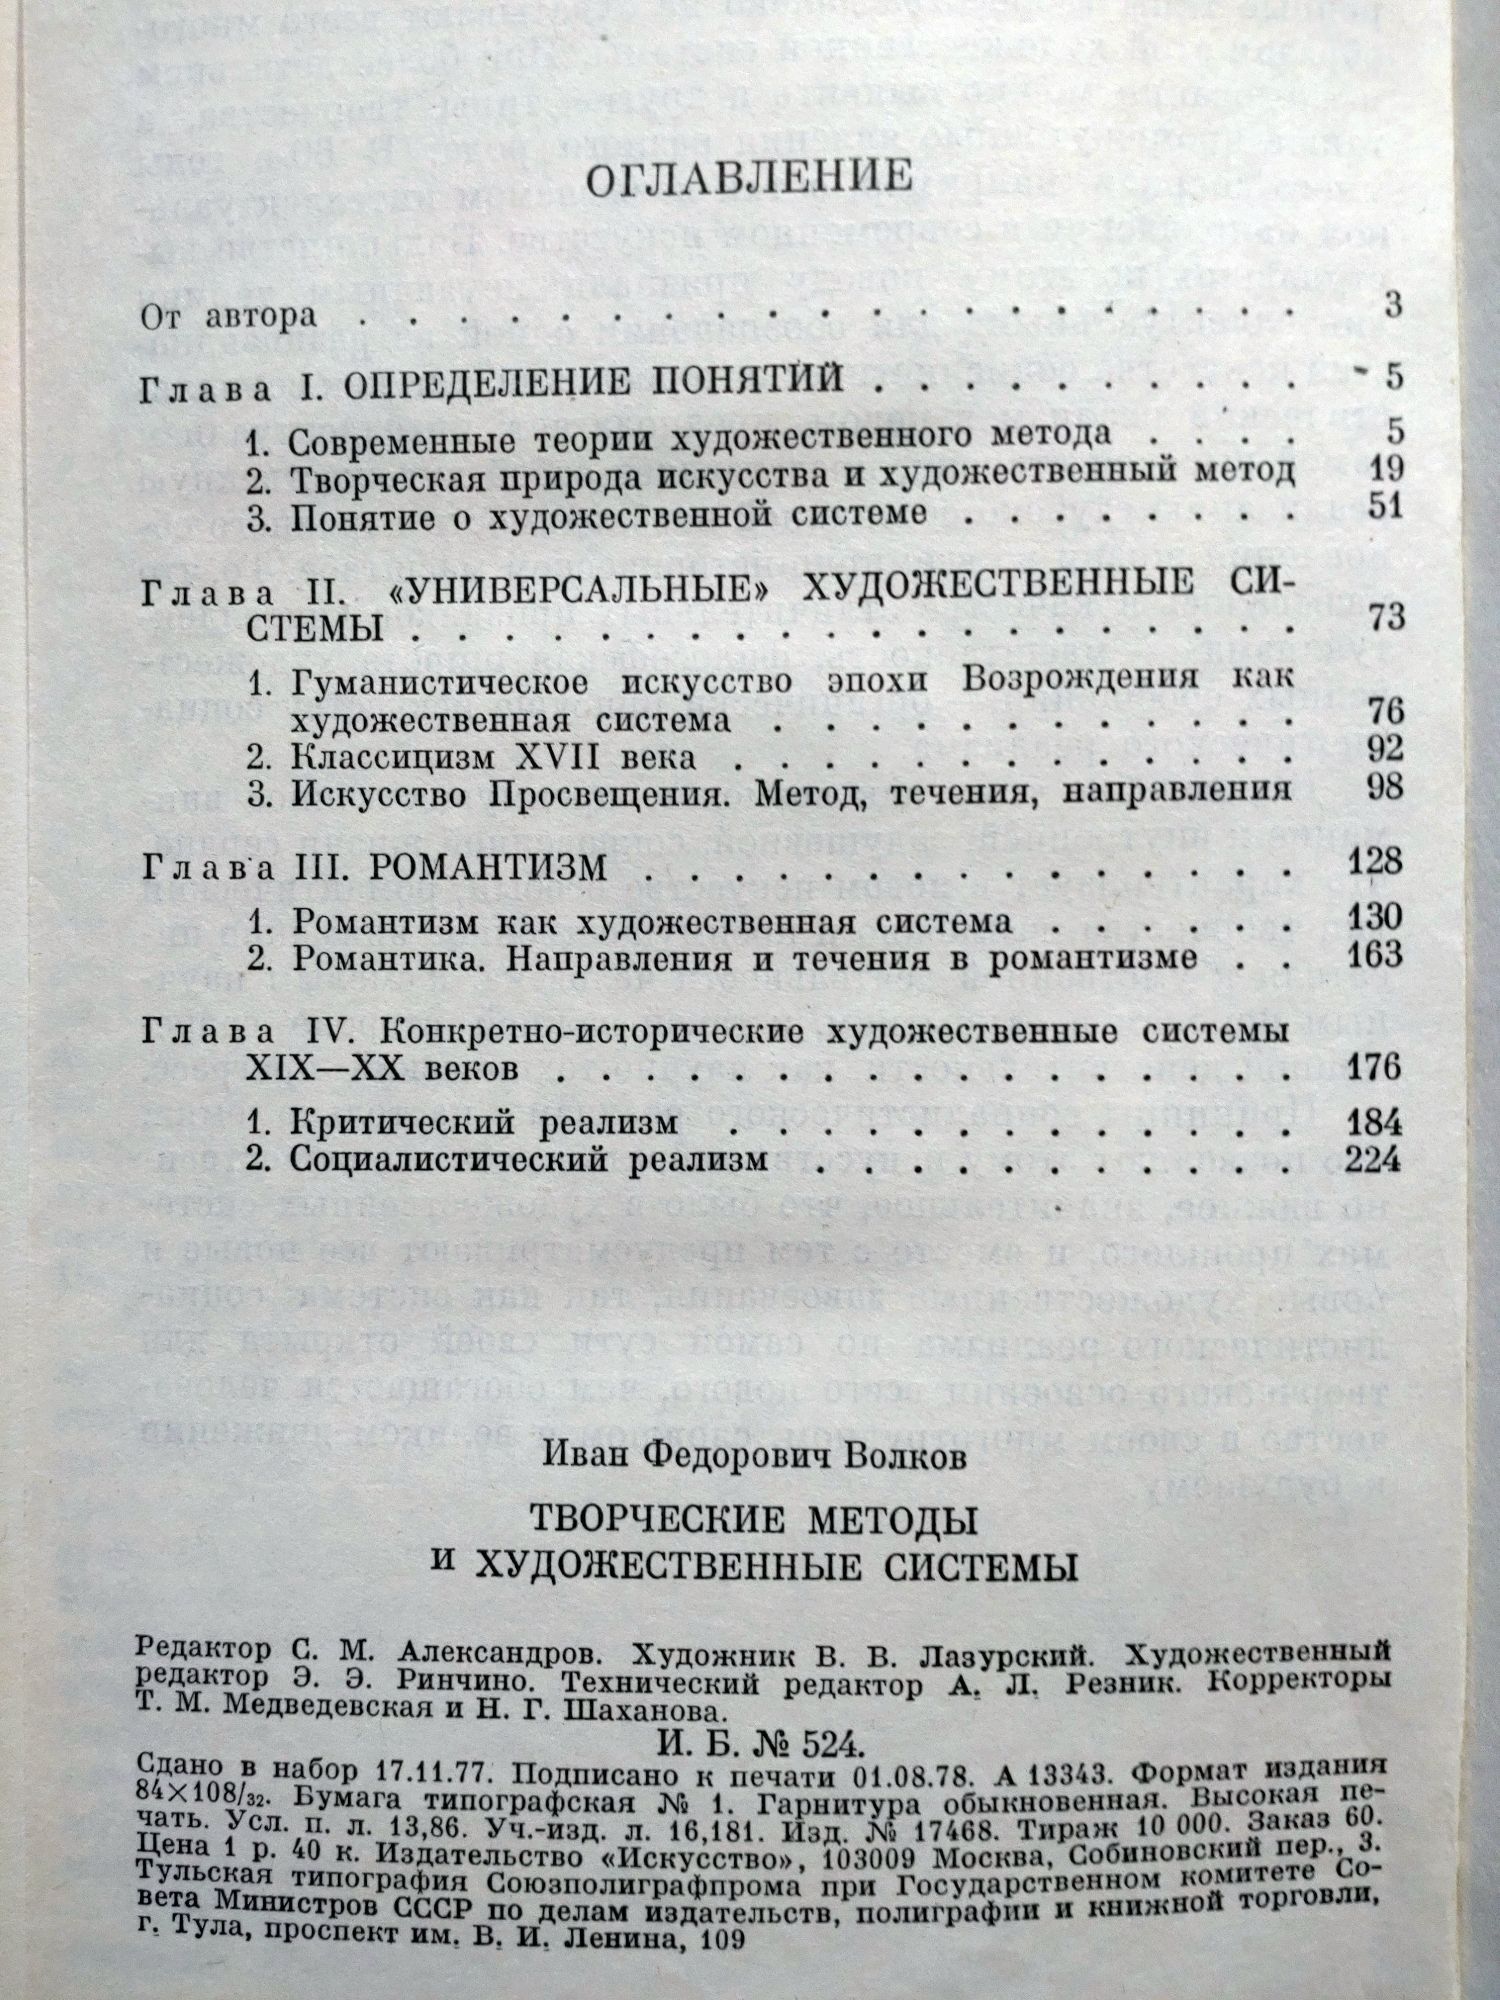 ОГЛАВЛЕНИЕ
От автора . . . . . . . . . . . . . . . . . . . 3
Глава I. ОПРЕДЕЛЕНИЕ ПОНЯТИЙ . . . . . . . . . 5
1. Современные теории художественного метода . . . . 5
2. Творческая природа искусства и художественный метод 19
3. Понятие о художественной системе . . . . . . . . 51
Глава II. «УНИВЕРСАЛЬНЫЕ» ХУДОЖЕСТВЕННЫЕ СИ-
СТЕМЫ . . . . . . . . . . . . . . . . . . 73
1. Гуманистическое искусство эпохи Возрождения как
художественная система . . . . . . . . . . . . 76
2. Классицизм XVII века . . . . . . . . . . . . . 92
3. Искусство Просвещения. Метод, течения, направления 98
Глава III. РОМАНТИЗМ . . . . . . . . . . . . . . . 128
1. Романтизм как художественная система . . . . . . 130
2. Романтика. Направления и течения в романтизме . . 163
Глава IV. Конкретно-исторические художественные системы
XIX—XX веков . . . . . . . . . . . . . . . . 176
1. Критический реализм . . . . . . . . . . . . . 184
2. Социалистический реализм . . . . . . . . . . . 224
Иван Федорович Волков
ТВОРЧЕСКИЕ МЕТОДЫ
И ХУДОЖЕСТВЕННЫЕ СИСТЕМЫ
Редактор С. М. Александров. Художник В. В. Лазурский. Художественный
редактор Э. Э. Ринчино. Технический редактор А. Л. Резник. Корректоры
Т. М. Медведевская и Н. Г. Шаханова.
И. Б. № 524.
Сдано в набор 17.11.77. Подписано к печати 01.08.78. А 13343. Формат издания
84×108/32. Бумага типографская № 1. Гарнитура обыкновенная. Высокая пе-
чать. Усл. п. л. 13,86. Уч.-изд. л. 16,181. Изд. № 17468. Тираж 10 000. Заказ 60.
Цена 1 р. 40 к. Издательство «Искусство», 103009 Москва, Собиновский пер., 3.
Тульская типография Союзполиграфпрома при Государственном комитете Со-
вета Министров СССР по делам издательств, полиграфии и книжной торговли,
г. Тула, проспект им. В. И. Ленина, 109